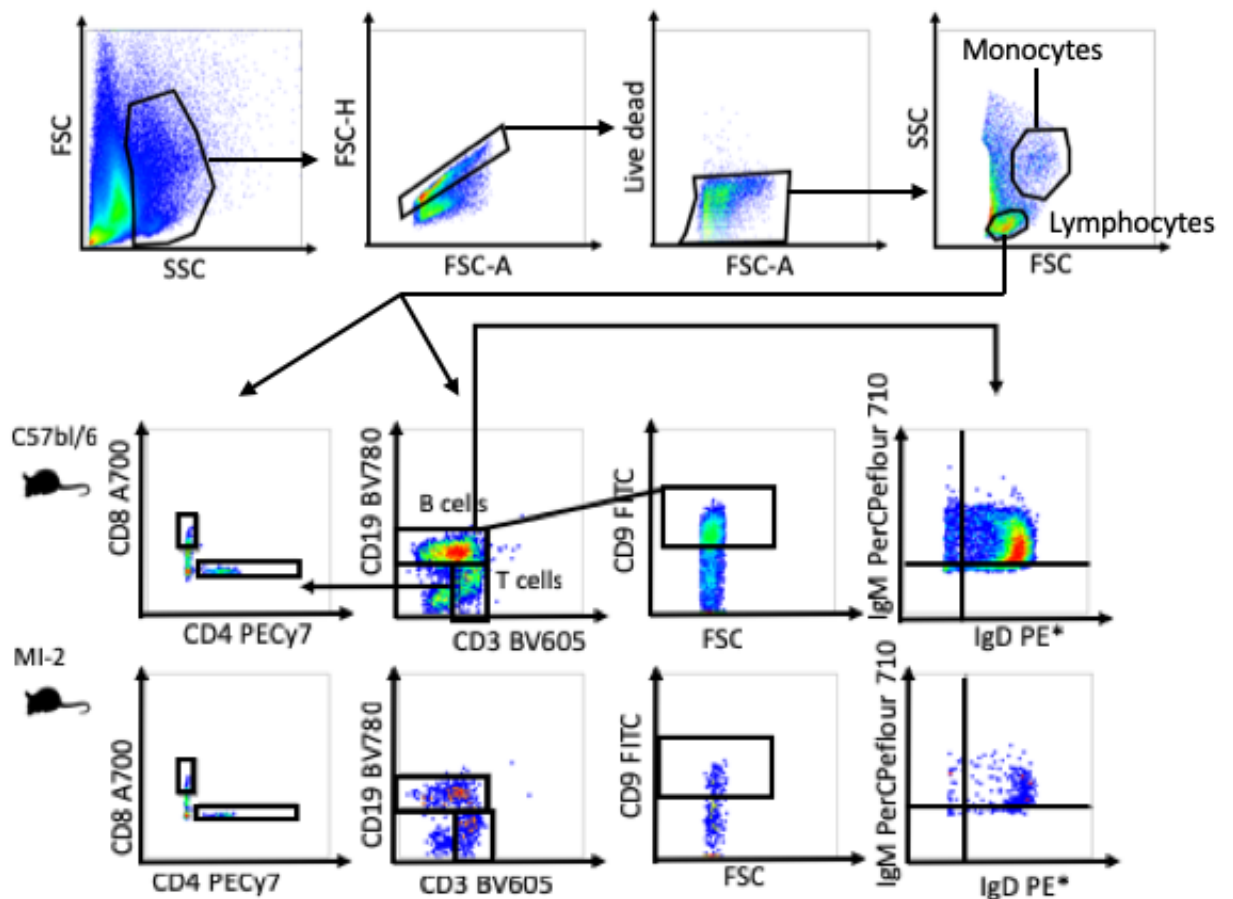 FSC
SSC
FSC-H
FSC-A
Live dead
FSC-A
SSC
FSC
Monocytes
Lymphocytes
C57bl/6
CD8 A700
CD4 PECy7
CD19 BV780
B cells
T cells
CD3 BV605
CD9 FITC
FSC
IgM PerCPeflour 710
IgD PE*
MI-2
CD8 A700
CD4 PECy7
CD19 BV780
CD3 BV605
CD9 FITC
FSC
IgM PerCPeflour 710
IgD PE*